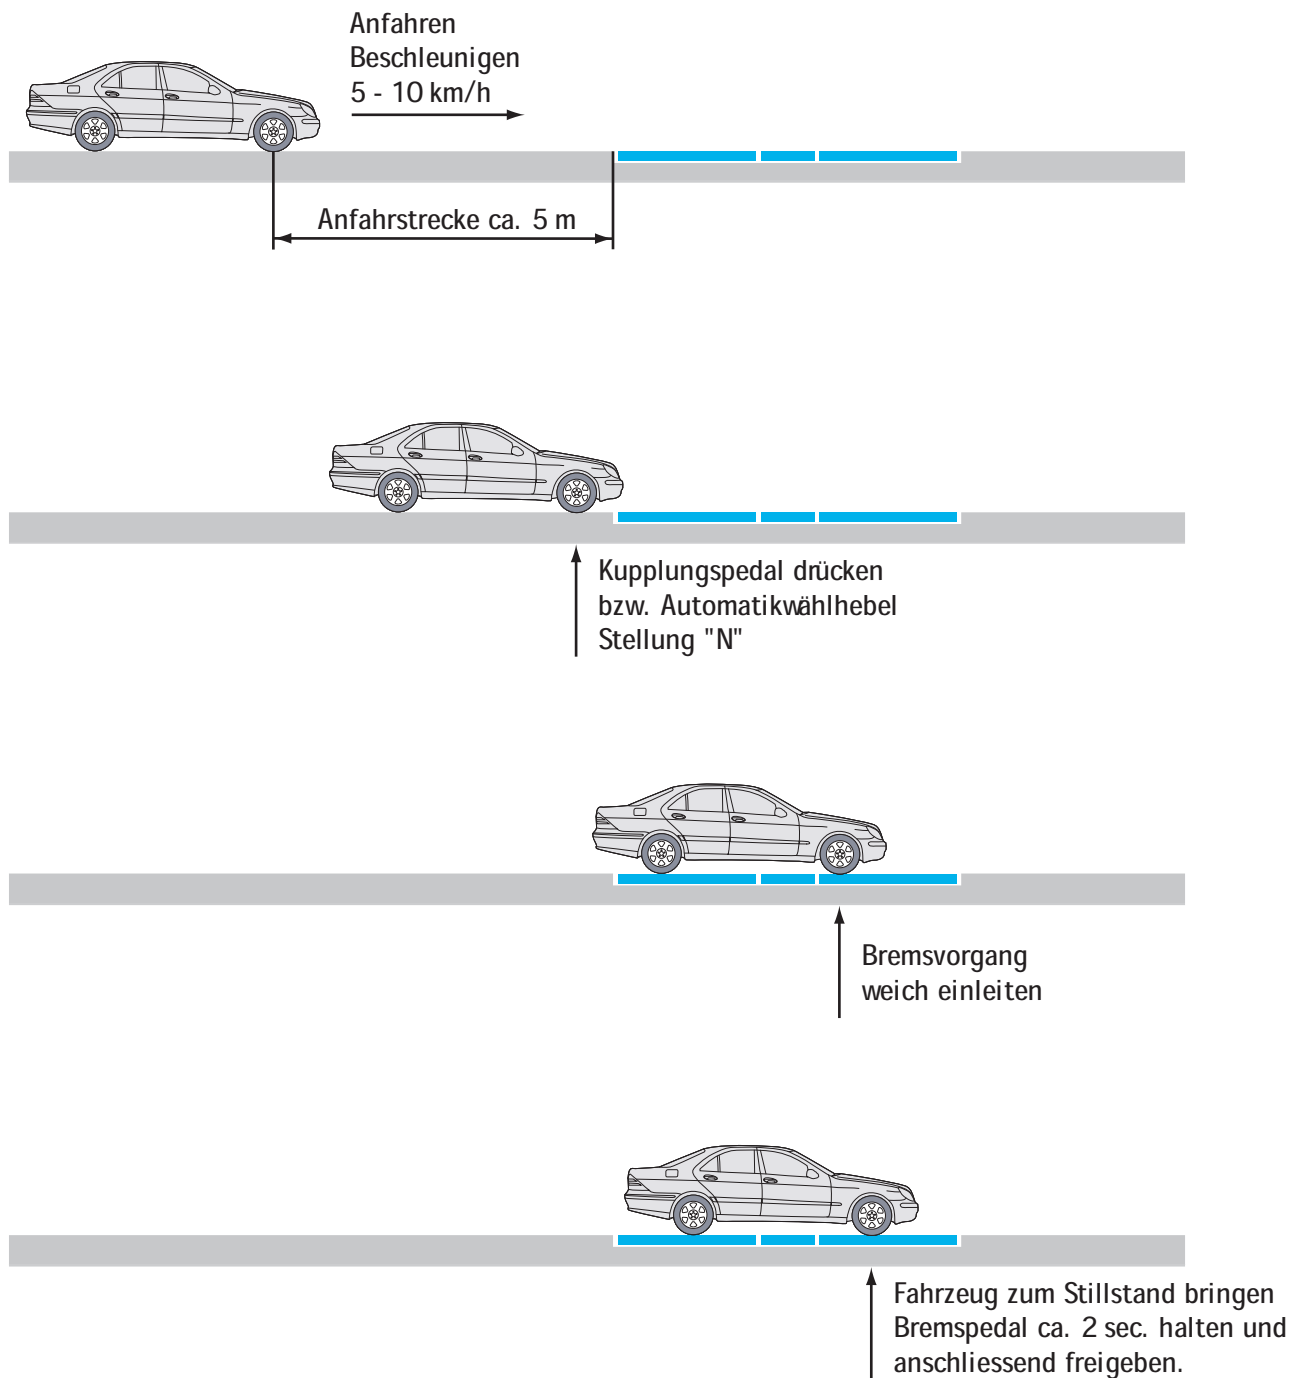 Anfahren
Beschleunigen
5 - 10 km/h
Anfahrstrecke ca. 5 m
Kupplungspedal drücken
bzw. Automatikwählhebel
Stellung "N"
Bremsvorgang
weich einleiten
Fahrzeug zum Stillstand bringen
Bremspedal ca. 2 sec. halten und
anschliessend freigeben.